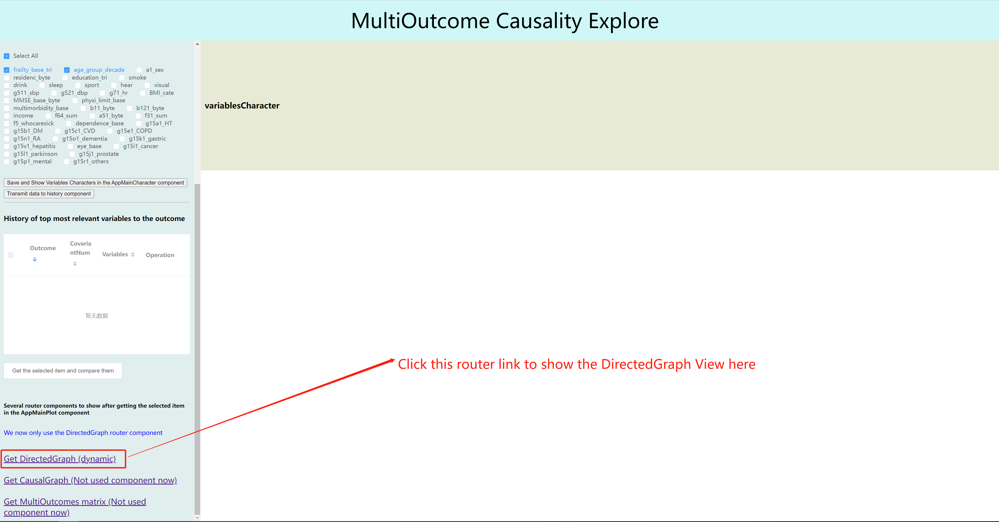 MultiOutcome Causality Explore
Select All
frailty_base_tri age_group_decade a1_sex
residenc_byte education_tri smoke
drink sleep sport hear visual
g511_sbp g521_dbp g71_hr BMI_cate
MMSE_base_byte physi_limit_base
multimorbidity_base b11_byte b121_byte
income f64_sum a51_byte f31_sum
f5_whocaresick dependence_base g15a1_HT
g15b1_DM g15c1_CVD g15e1_COPD
g15n1_RA g15o1_dementia g15k1_gastric
g15v1_hepatitis eye_base g15i1_cancer
g15l1_parkinson g15j1_prostate
g15p1_mental g15r1_others
Save and Show Variables Characters in the AppMainCharacter component
Transmit data to history component
History of top most relevant variables to the outcome
Outcome
Covaria
ntNum
Variables
Operation
暂无数据
Get the selected item and compare them
Several router components to show after getting the selected item
in the AppMainPlot component
We now only use the DirectedGraph router component
Get DirectedGraph (dynamic)
Get CausalGraph (Not used component now)
Get MultiOutcomes matrix (Not used
component now)
variablesCharacter
Click this router link to show the DirectedGraph View here